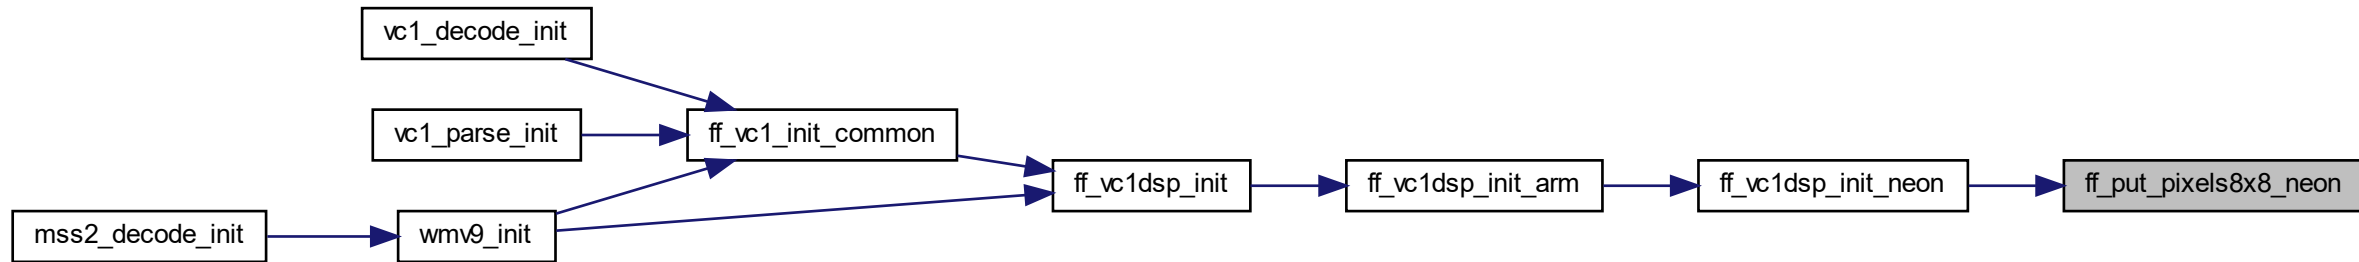 vc1_decode_init
vc1_parse_init
ff_vc1_init_common
ff_vc1dsp_init
ff_vc1dsp_init_arm
ff_vc1dsp_init_neon
ff_put_pixels8x8_neon
mss2_decode_init
wmv9_init